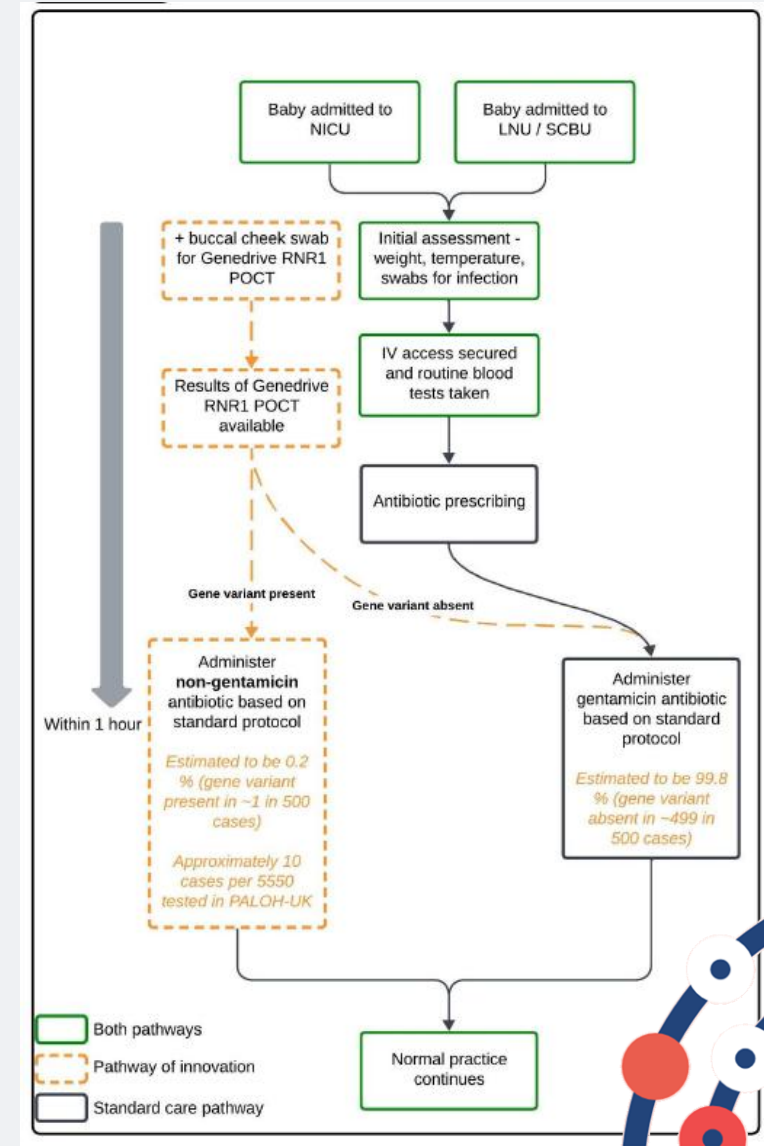 Baby admitted to
NICU
Baby admitted to
LNU / SCBU
+ buccal cheek swab
for Genedrive RNR1
POCT
Initial assessment -
weight, temperature,
swabs for infection
IV access secured
and routine blood
tests taken
Results of Genedrive
RNR1 POCT
available
Antibiotic prescribing
Gene variant present
Gene variant absent
Within 1 hour
Administer
non-gentamicin
antibiotic based on
standard protocol
Estimated to be 0.2
% (gene variant
present in ~1 in 500
cases)
Approximately 10
cases per 5550
tested in PALOH-UK
Administer
gentamicin antibiotic
based on standard
protocol
Estimated to be 99.8
% (gene variant
absent in ~499 in
500 cases)
Normal practice
continues
Both pathways
Pathway of innovation
Standard care pathway